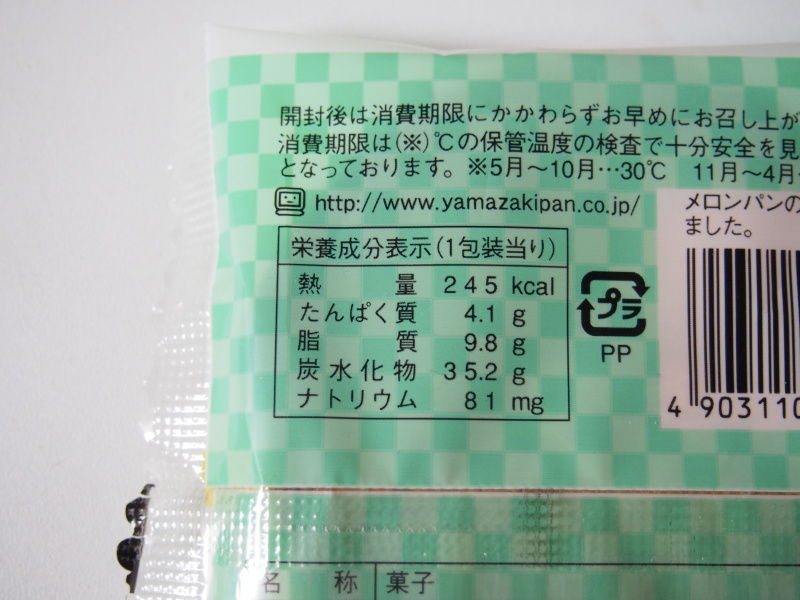 開封後は消費期限にかかわらずお早めにお召し上が
消費期限は(※)℃の保管温度の検査で十分安全を見
となっております。※5月〜10月…30℃ 11月〜4月
http://www.yamazakipan.co.jp/
メロンパンの
ました。
栄養成分表示(1包装当り)
熱量 245 kcal
たんぱく質 4.1 g
脂質 9.8 g
炭水化物 35.2 g
ナトリウム 81 mg
プラ
PP
4 903110
名称 菓子